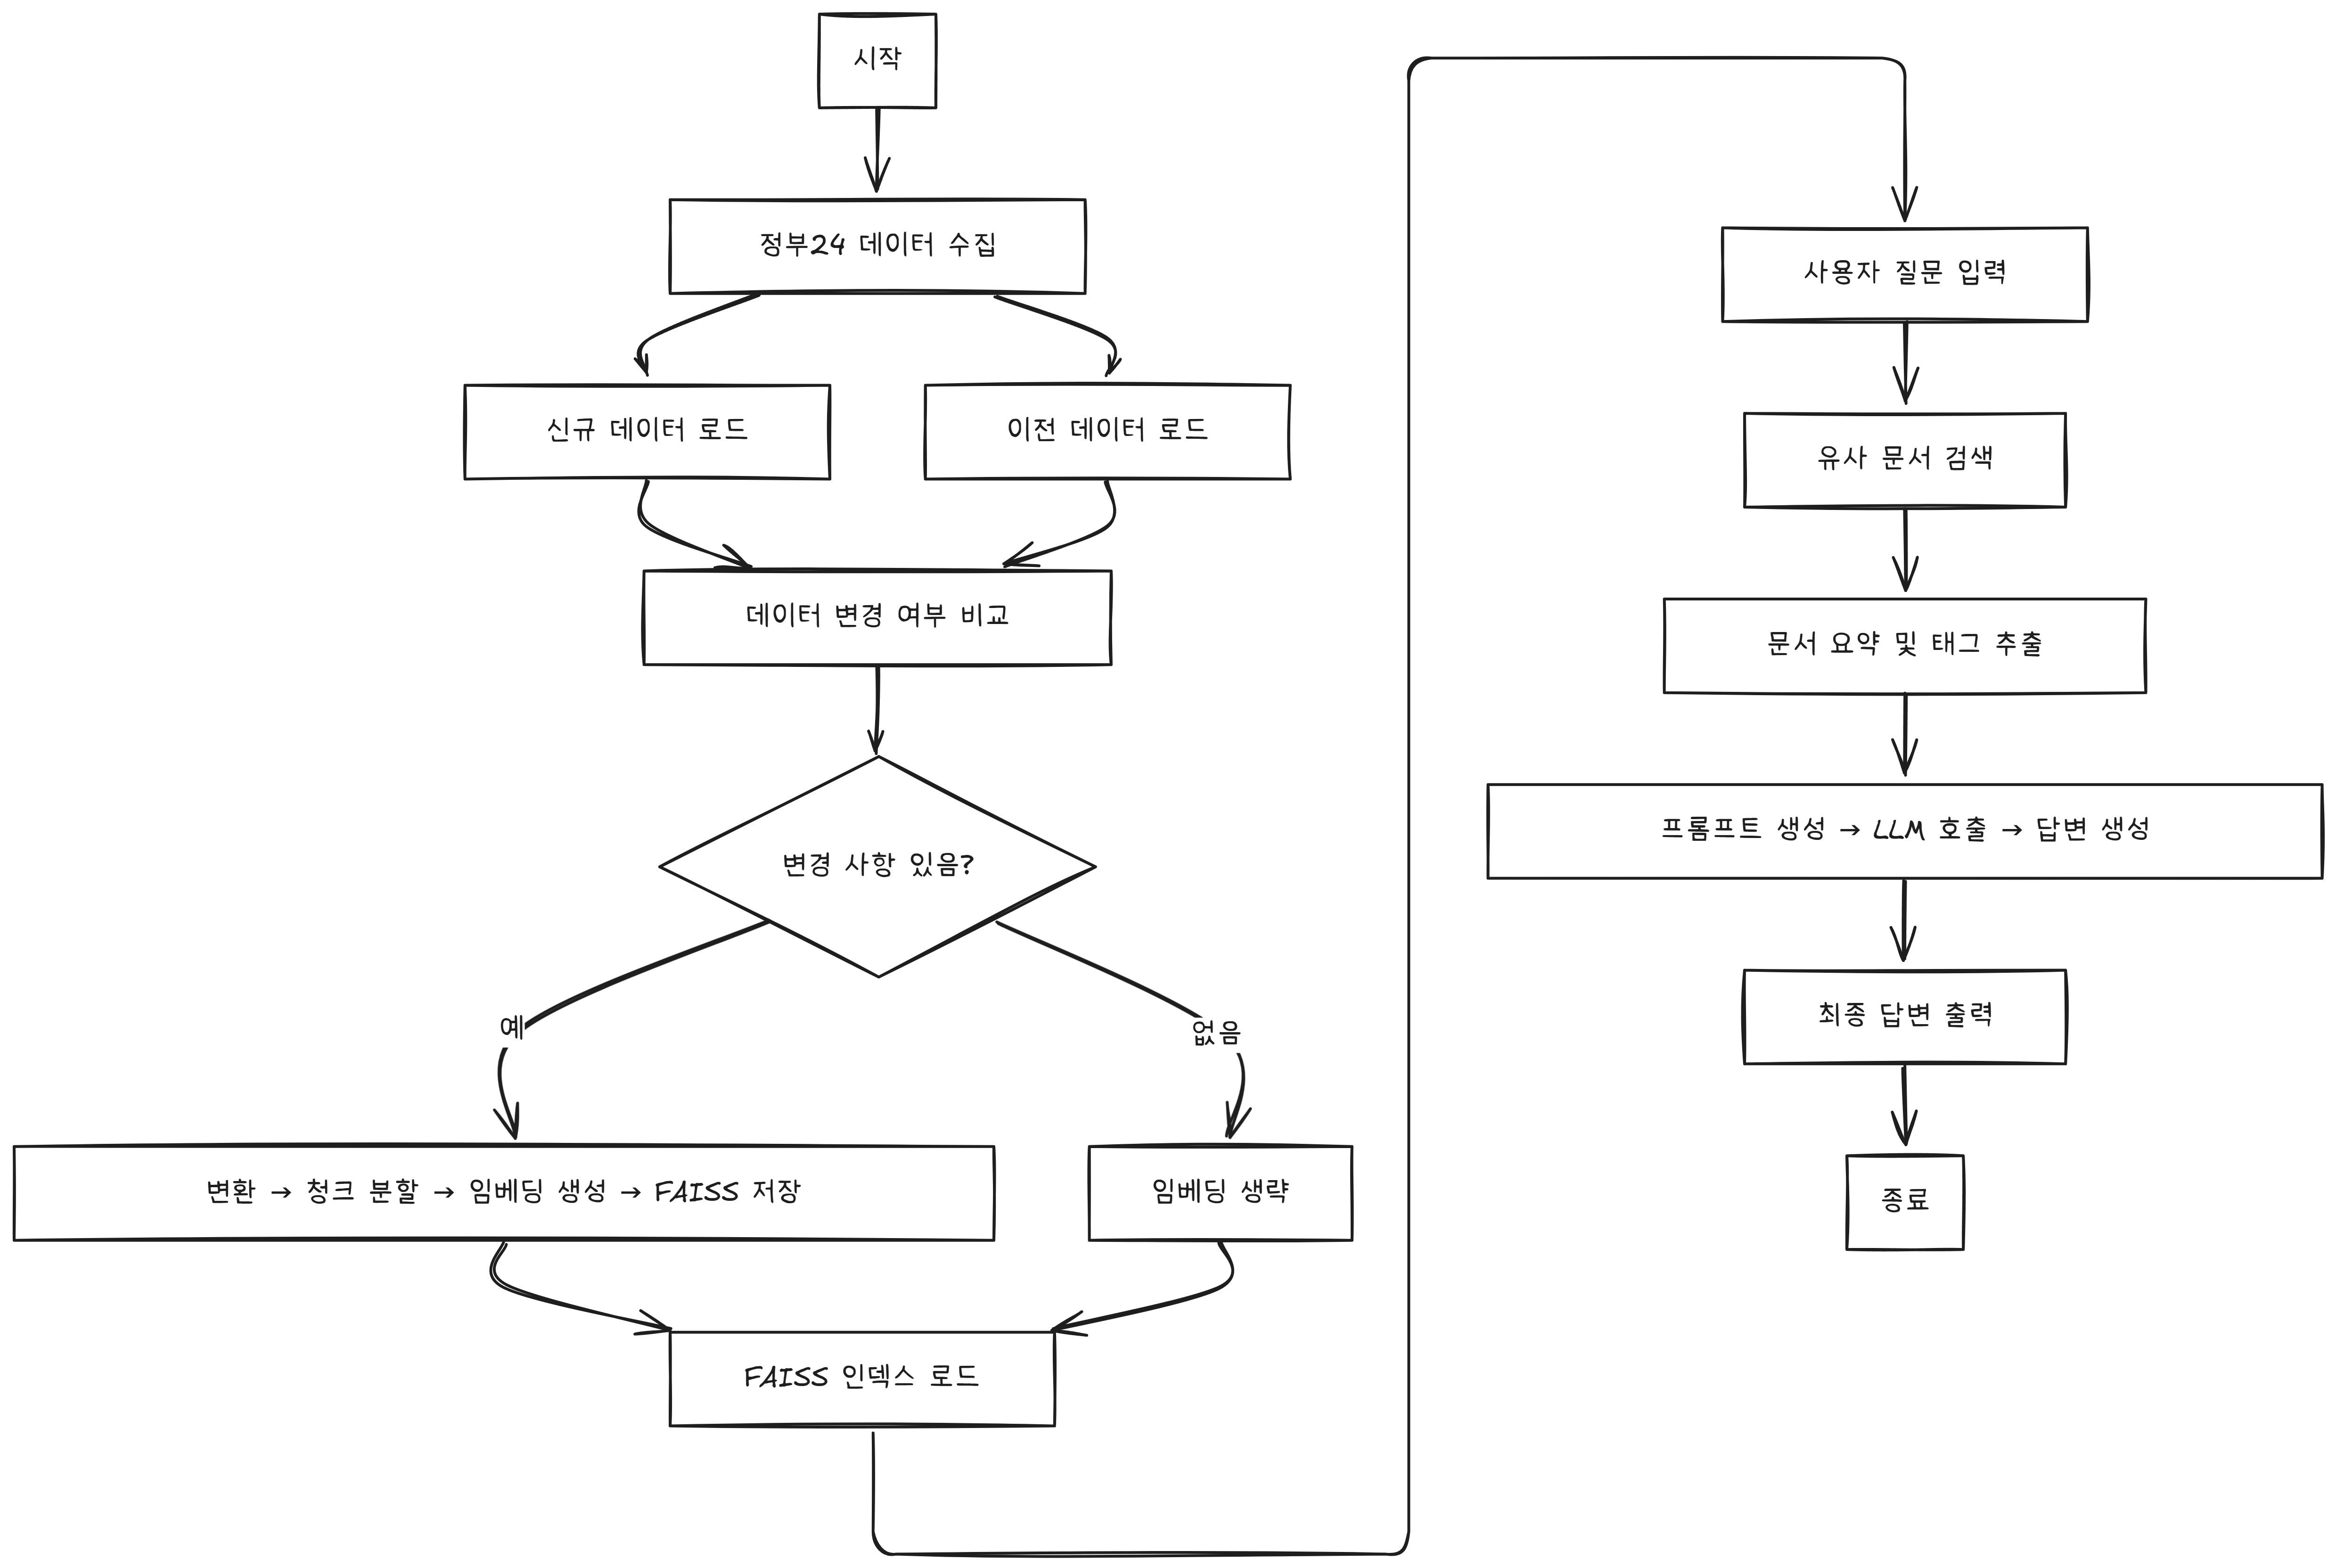 시작
정부24 데이터 수집
신규 데이터 로드
이전 데이터 로드
데이터 변경 여부 비교
변경 사항 있음?
예
없음
변환 → 청크 분할 → 임베딩 생성 → FAISS 저장
임베딩 생략
FAISS 인덱스 로드
사용자 질문 입력
유사 문서 검색
문서 요약 및 태그 추출
프롬프트 생성 → LLM 호출 → 답변 생성
최종 답변 출력
종료